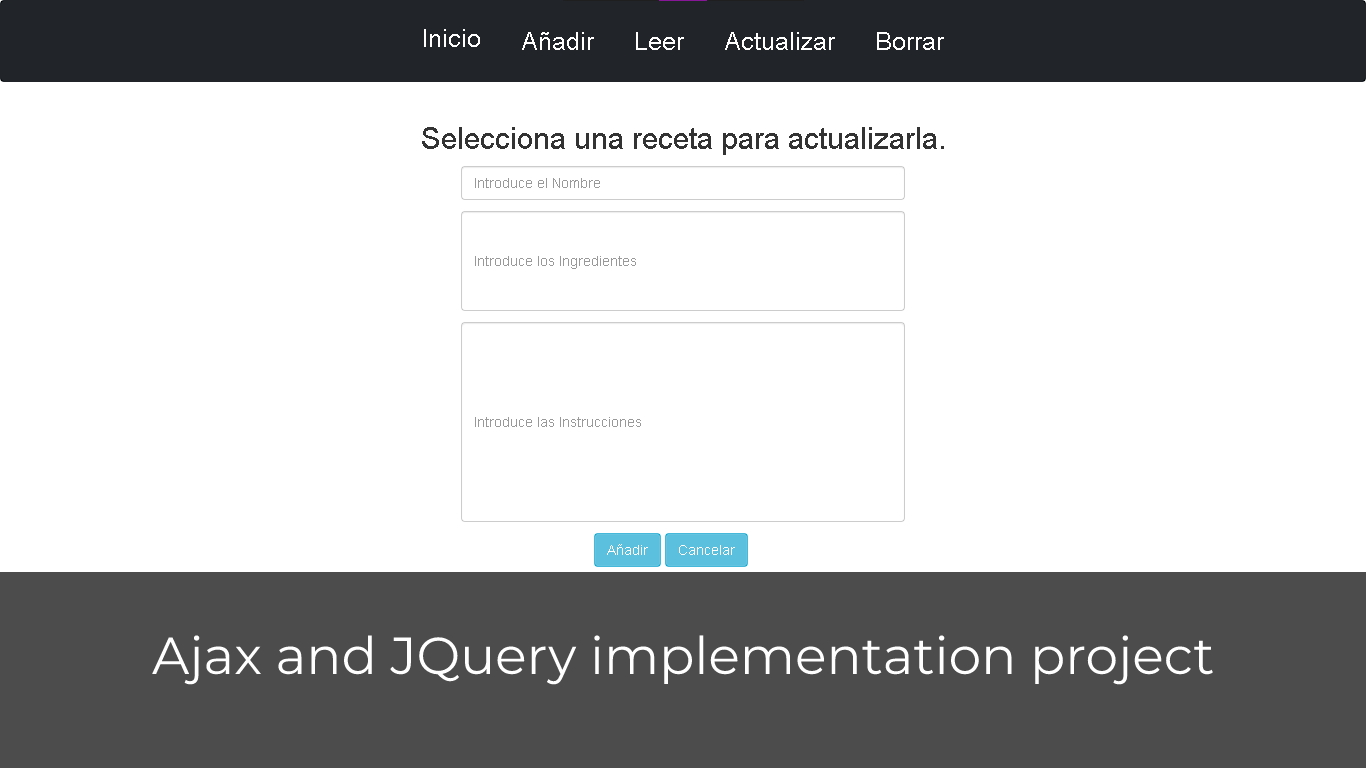 Inicio Añadir Leer Actualizar Borrar
Selecciona una receta para actualizarla.
Introduce el Nombre
Introduce los Ingredientes
Introduce las Instrucciones
Añadir Cancelar
Ajax and JQuery implementation project